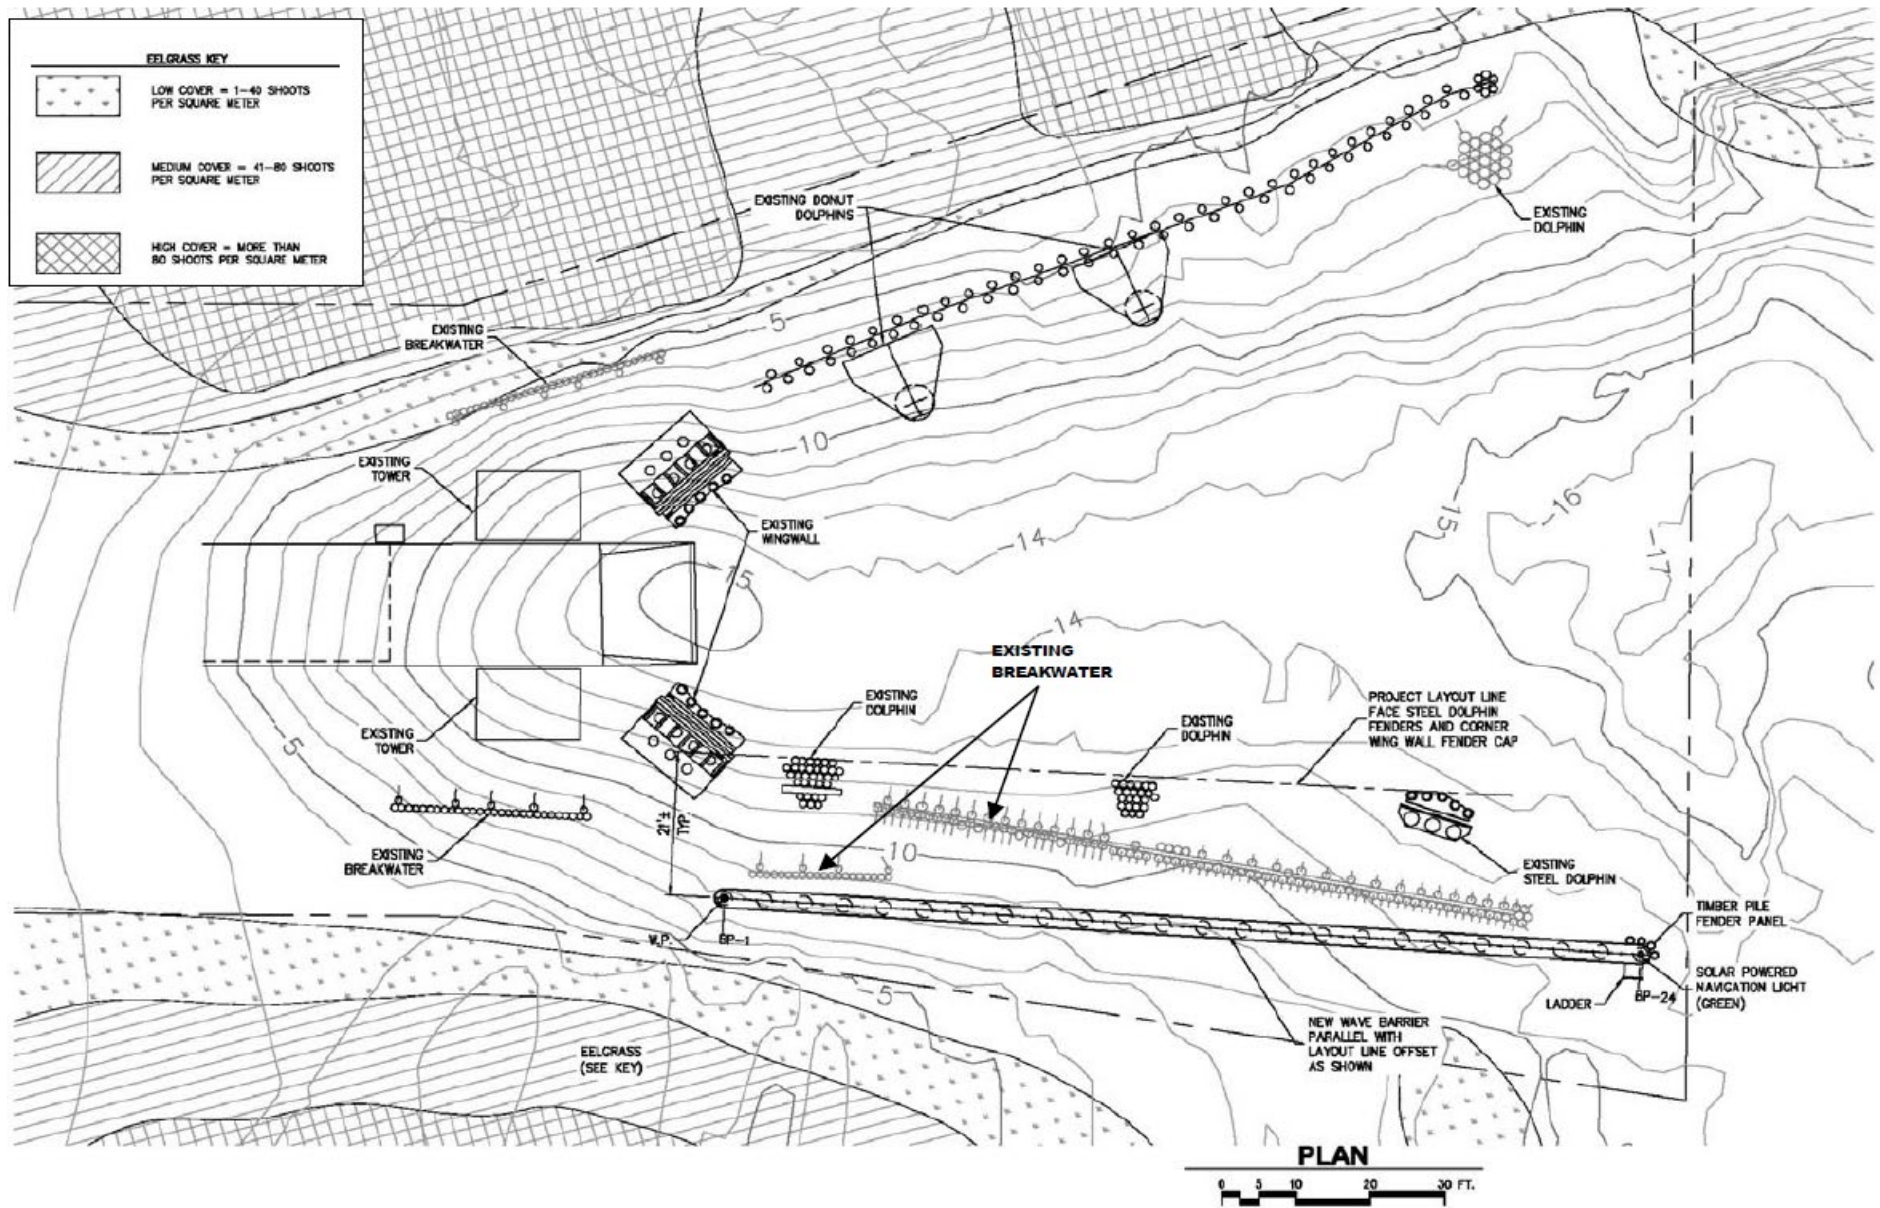 EELGRASS KEY
LOW COVER = 1-40 SHOOTS
PER SQUARE METER
MEDIUM COVER = 41-80 SHOOTS
PER SQUARE METER
HIGH COVER = MORE THAN
80 SHOOTS PER SQUARE METER
EXISTING DONUT
DOLPHINS
EXISTING
DOLPHIN
EXISTING
BREAKWATER
-5
-10
EXISTING
TOWER
EXISTING
WINGWALL
-14
-15
-16
-17
-15
-14
EXISTING
BREAKWATER
EXISTING
DOLPHIN
EXISTING
DOLPHIN
PROJECT LAYOUT LINE
FACE STEEL DOLPHIN
FENDERS AND CORNER
WING WALL FENDER CAP
EXISTING
TOWER
-5
21'±
TYP.
-10
EXISTING
BREAKWATER
EXISTING
STEEL DOLPHIN
TIMBER PILE
FENDER PANEL
W.P.
BP-1
SOLAR POWERED
NAVIGATION LIGHT
(GREEN)
LADDER
BP-24
-5
NEW WAVE BARRIER
PARALLEL WITH
LAYOUT LINE OFFSET
AS SHOWN
EELGRASS
(SEE KEY)
PLAN
0 5 10 20 30 FT.